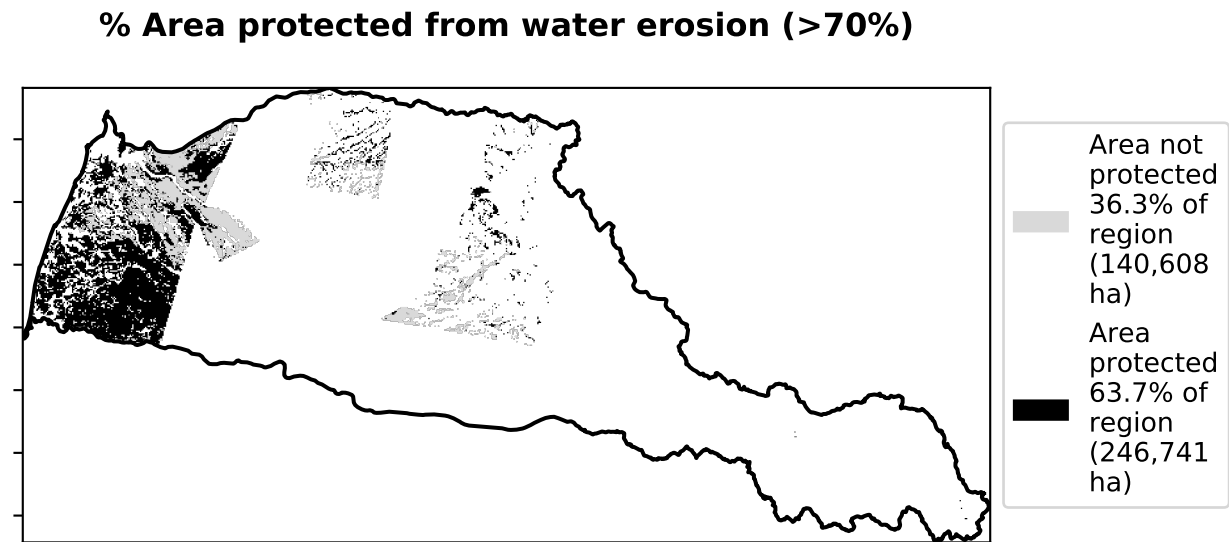 % Area protected from water erosion (>70%)
Area not
protected
36.3% of
region
(140,608
ha)
Area
protected
63.7% of
region
(246,741
ha)